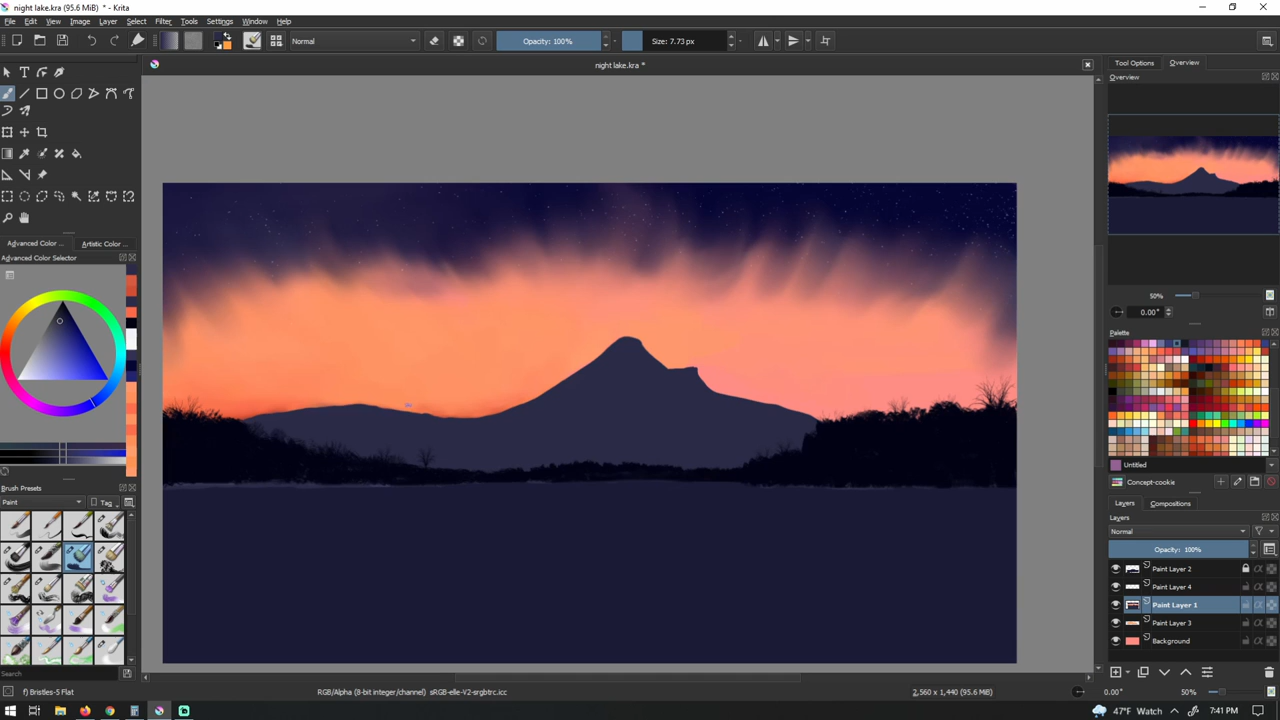 night lake.kra (95.6 MiB) * - Krita
File Edit View Image Layer Select Filter Tools Settings Window Help
Normal Opacity: 100% Size: 7.73 px
night lake.kra *
Tool Options Overview
Overview
50%
0.00°
Palette
Untitled
Concept-cookie
Layers Compositions
Layers
Normal
Opacity: 100%
Paint Layer 2
Paint Layer 4
Paint Layer 1
Paint Layer 3
Background
Advanced Color ... Artistic Color ...
Advanced Color Selector
Brush Presets
Paint Tag
Search
f) Bristles-5 Flat RGB/Alpha (8-bit integer/channel) sRGB-elle-V2-srgbtrc.icc 2,560 x 1,440 (95.6 MiB) 0.00° 50%
47°F Watch 7:41 PM